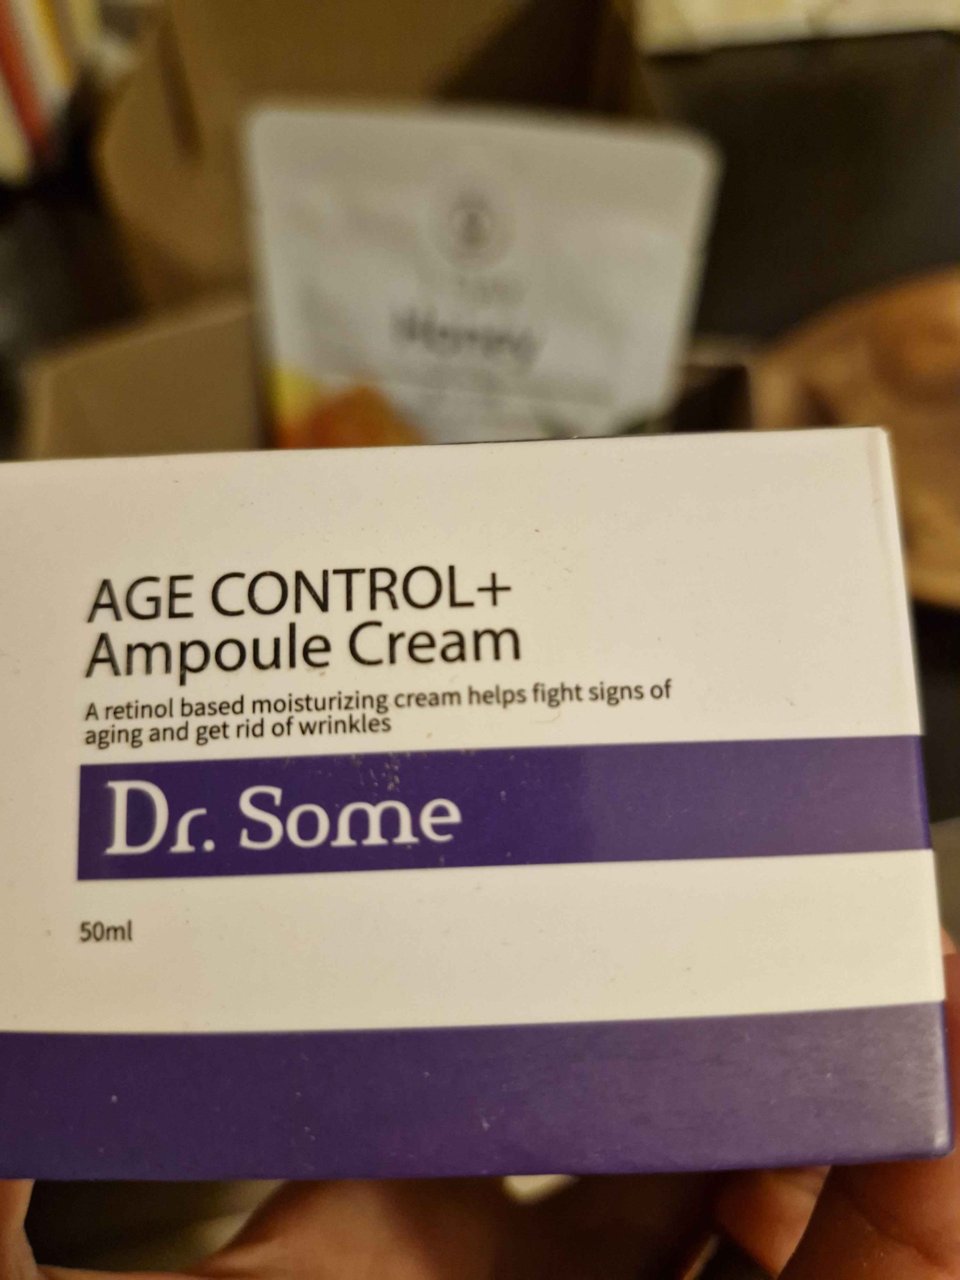 Honey
AGE CONTROL+
Ampoule Cream
A retinol based moisturizing cream helps fight signs of
aging and get rid of wrinkles
Dr. Some
50ml